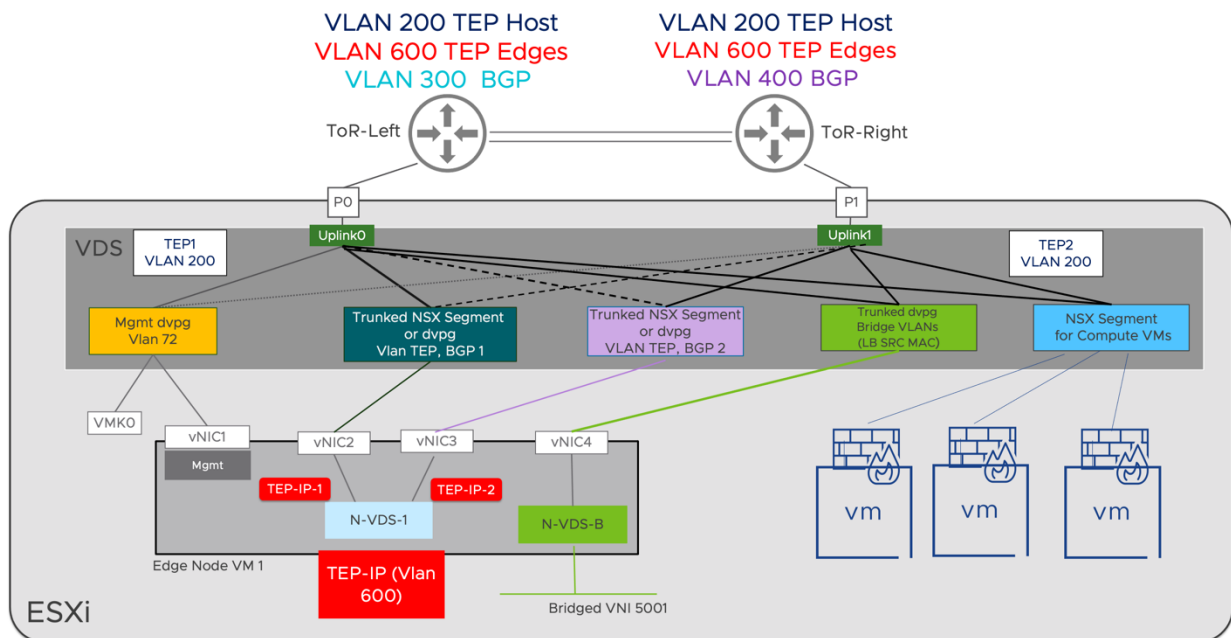 VLAN 200 TEP Host
VLAN 600 TEP Edges
VLAN 300 BGP
VLAN 200 TEP Host
VLAN 600 TEP Edges
VLAN 400 BGP
ToR-Left
ToR-Right
P0
P1
Uplink0
Uplink1
VDS
TEP1
VLAN 200
TEP2
VLAN 200
Mgmt dvpg
Vlan 72
Trunked NSX Segment
or dvpg
Vlan TEP, BGP 1
Trunked NSX Segment
or dvpg
VLAN TEP, BGP 2
Trunked dvpg
Bridge VLANs
(LB SRC MAC)
NSX Segment
for Compute VMs
VMK0
vNIC1
vNIC2
vNIC3
vNIC4
Mgmt
TEP-IP-1
TEP-IP-2
N-VDS-1
N-VDS-B
vm
vm
vm
Edge Node VM 1
TEP-IP (Vlan
600)
Bridged VNI 5001
ESXi